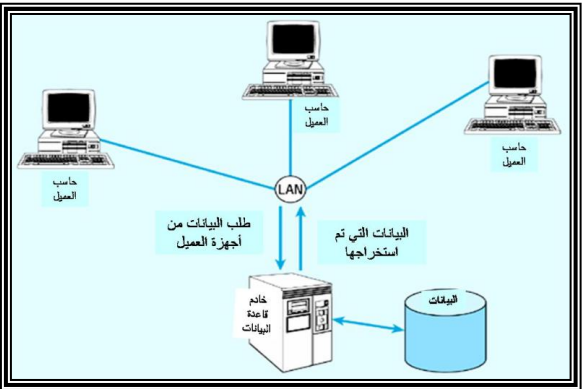 حاسب
العميل
حاسب
العميل
حاسب
العميل
LAN
طلب البيانات من
أجهزة العميل
البيانات التي تم
استخراجها
خادم
قاعدة
البيانات
البيانات